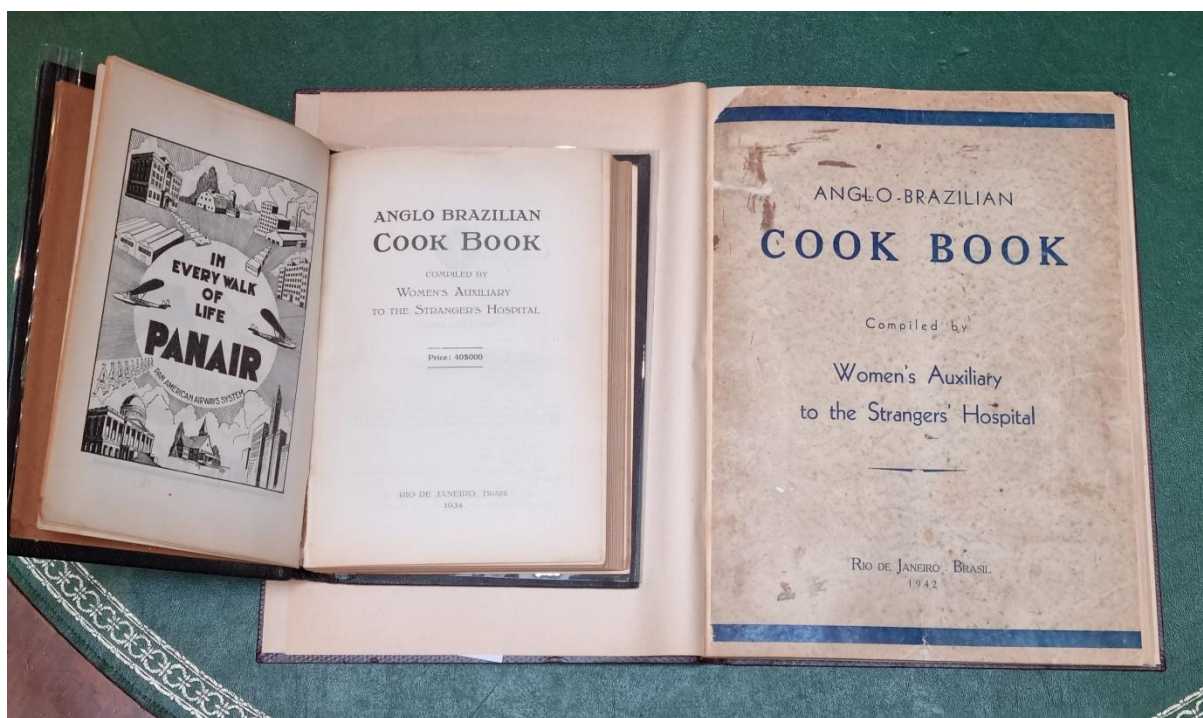 IN
EVERY WALK
OF
LIFE
PANAIR
PAN AMERICAN AIRWAYS SYSTEM
ANGLO BRAZILIAN
COOK BOOK
COMPILED BY
WOMEN'S AUXILIARY
TO THE STRANGER'S HOSPITAL
Price: 40$000
RIO DE JANEIRO, BRAZIL
1934
ANGLO-BRAZILIAN
COOK BOOK
Compiled by
Women's Auxiliary
to the Strangers' Hospital
RIO DE JANEIRO - BRASIL
1942